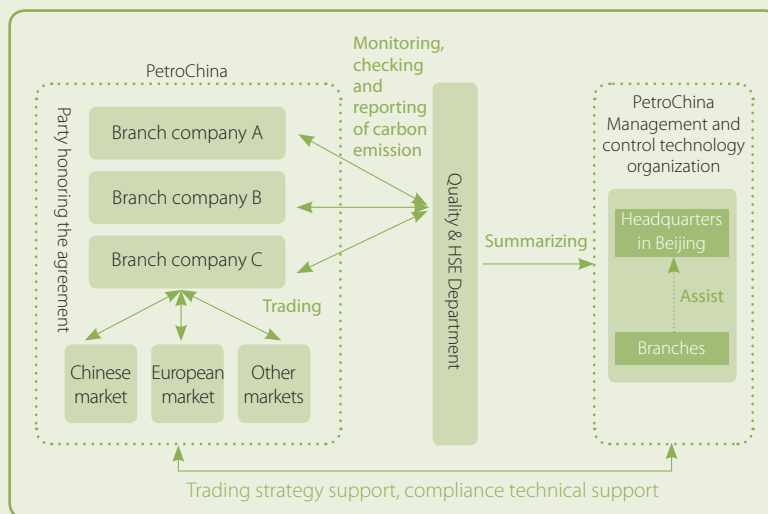 PetroChina
Party honoring the agreement
Branch company A
Branch company B
Branch company C
Trading
Chinese
market
European
market
Other
markets
Monitoring,
checking
and
reporting
of carbon
emission
Quality & HSE Department
Summarizing
PetroChina
Management and
control technology
organization
Headquarters
in Beijing
Assist
Branches
Trading strategy support, compliance technical support